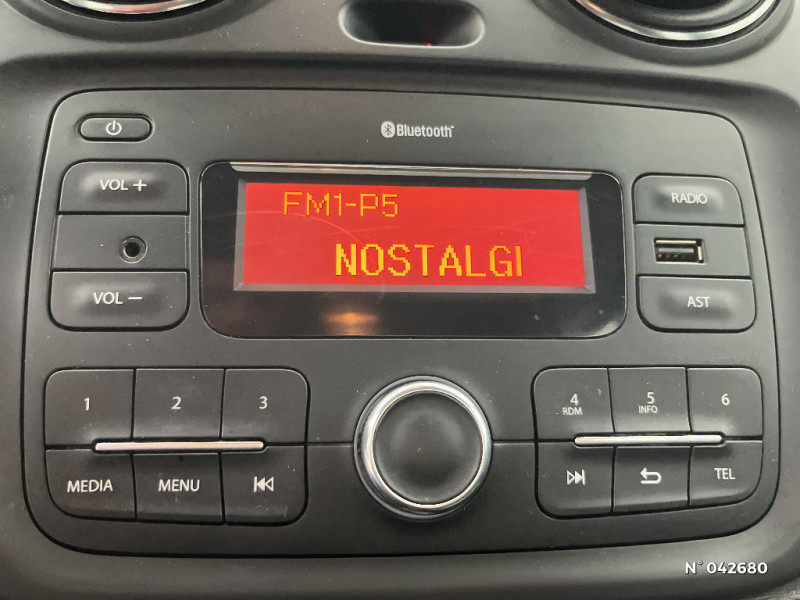 Bluetooth
VOL +
FM1-P5
RADIO
NOSTALGI
VOL −
AST
1
2
3
4
RDM
5
INFO
6
MEDIA
MENU
TEL
N° 042680